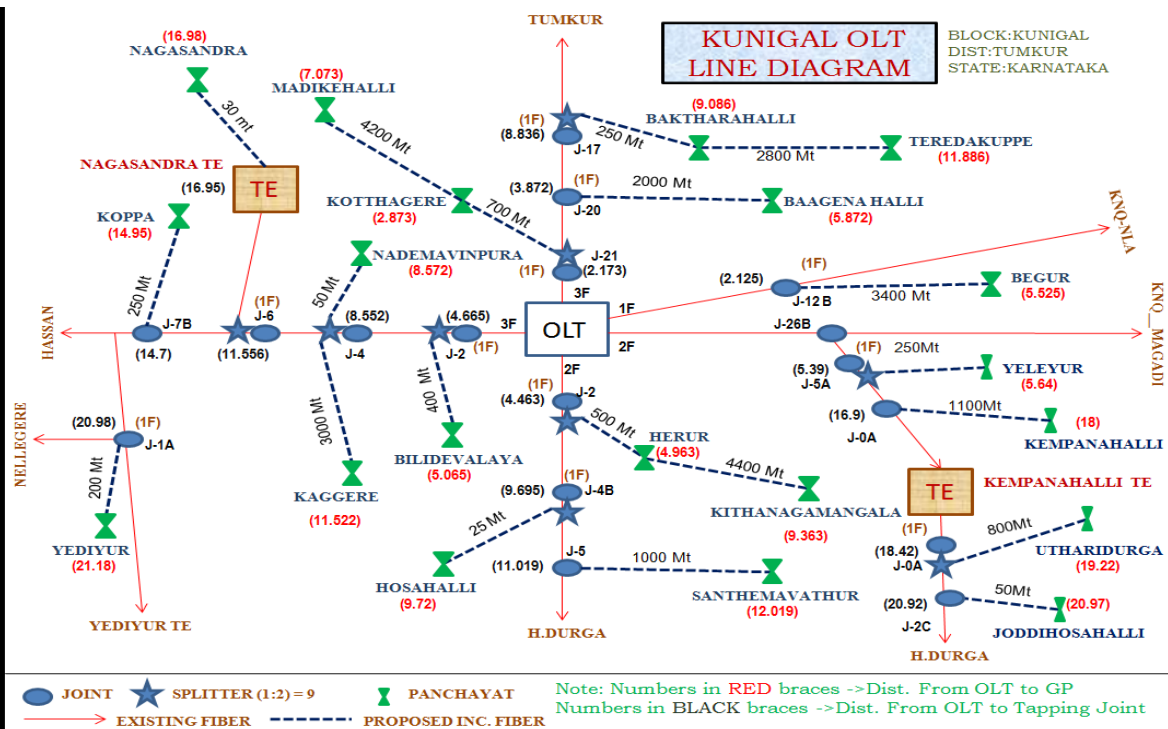 TUMKUR
KUNIGAL OLT
LINE DIAGRAM
BLOCK:KUNIGAL
DIST:TUMKUR
STATE:KARNATAKA
(16.98)
NAGASANDRA
30 mt
NAGASANDRA TE
(16.95)
TE
(7.073)
MADIKEHALLI
4200 Mt
KOTTHAGERE
(2.873)
700 Mt
(1F)
(8.836)
J-17
250 Mt
(9.086)
BAKTHARAHALLI
2800 Mt
TEREDAKUPPE
(11.886)
(3.872)
(1F)
J-20
2000 Mt
BAAGENA HALLI
(5.872)
J-21
(1F)
(2.173)
3F
KOPPA
(14.95)
250 Mt
NADEMAVINPURA
(8.572)
50 Mt
KNQ-NLA
(2.125)
(1F)
J-12 B
3400 Mt
BEGUR
(5.525)
HASSAN
J-7B
(14.7)
(1F)
J-6
(11.556)
(8.552)
J-4
(4.665)
J-2
(1F)
3F
OLT
1F
2F
2F
J-26B
KNQ_MAGADI
(1F)
250Mt
(5.39)
J-5A
YELEYUR
(5.64)
(16.9)
J-0A
1100Mt
(18)
KEMPANAHALLI
NELLEGERE
(20.98)
(1F)
J-1A
200 Mt
YEDIYUR
(21.18)
YEDIYUR TE
3000 Mt
KAGGERE
(11.522)
400 Mt
BILIDEVALAYA
(5.065)
(1F)
J-2
(4.463)
500 Mt
HERUR
(4.963)
4400 Mt
KITHANAGAMANGALA
(9.363)
(1F)
(9.695)
J-4B
25 Mt
HOSAHALLI
(9.72)
J-5
(11.019)
1000 Mt
SANTHEMAVATHUR
(12.019)
H.DURGA
TE
KEMPANAHALLI TE
(1F)
(18.42)
J-0A
800Mt
UTHARIDURGA
(19.22)
(20.92)
J-2C
50Mt
(20.97)
JODDIHOSAHALLI
H.DURGA
JOINT
SPLITTER (1:2) = 9
PANCHAYAT
EXISTING FIBER
PROPOSED INC. FIBER
Note: Numbers in RED braces ->Dist. From OLT to GP
Numbers in BLACK braces ->Dist. From OLT to Tapping Joint